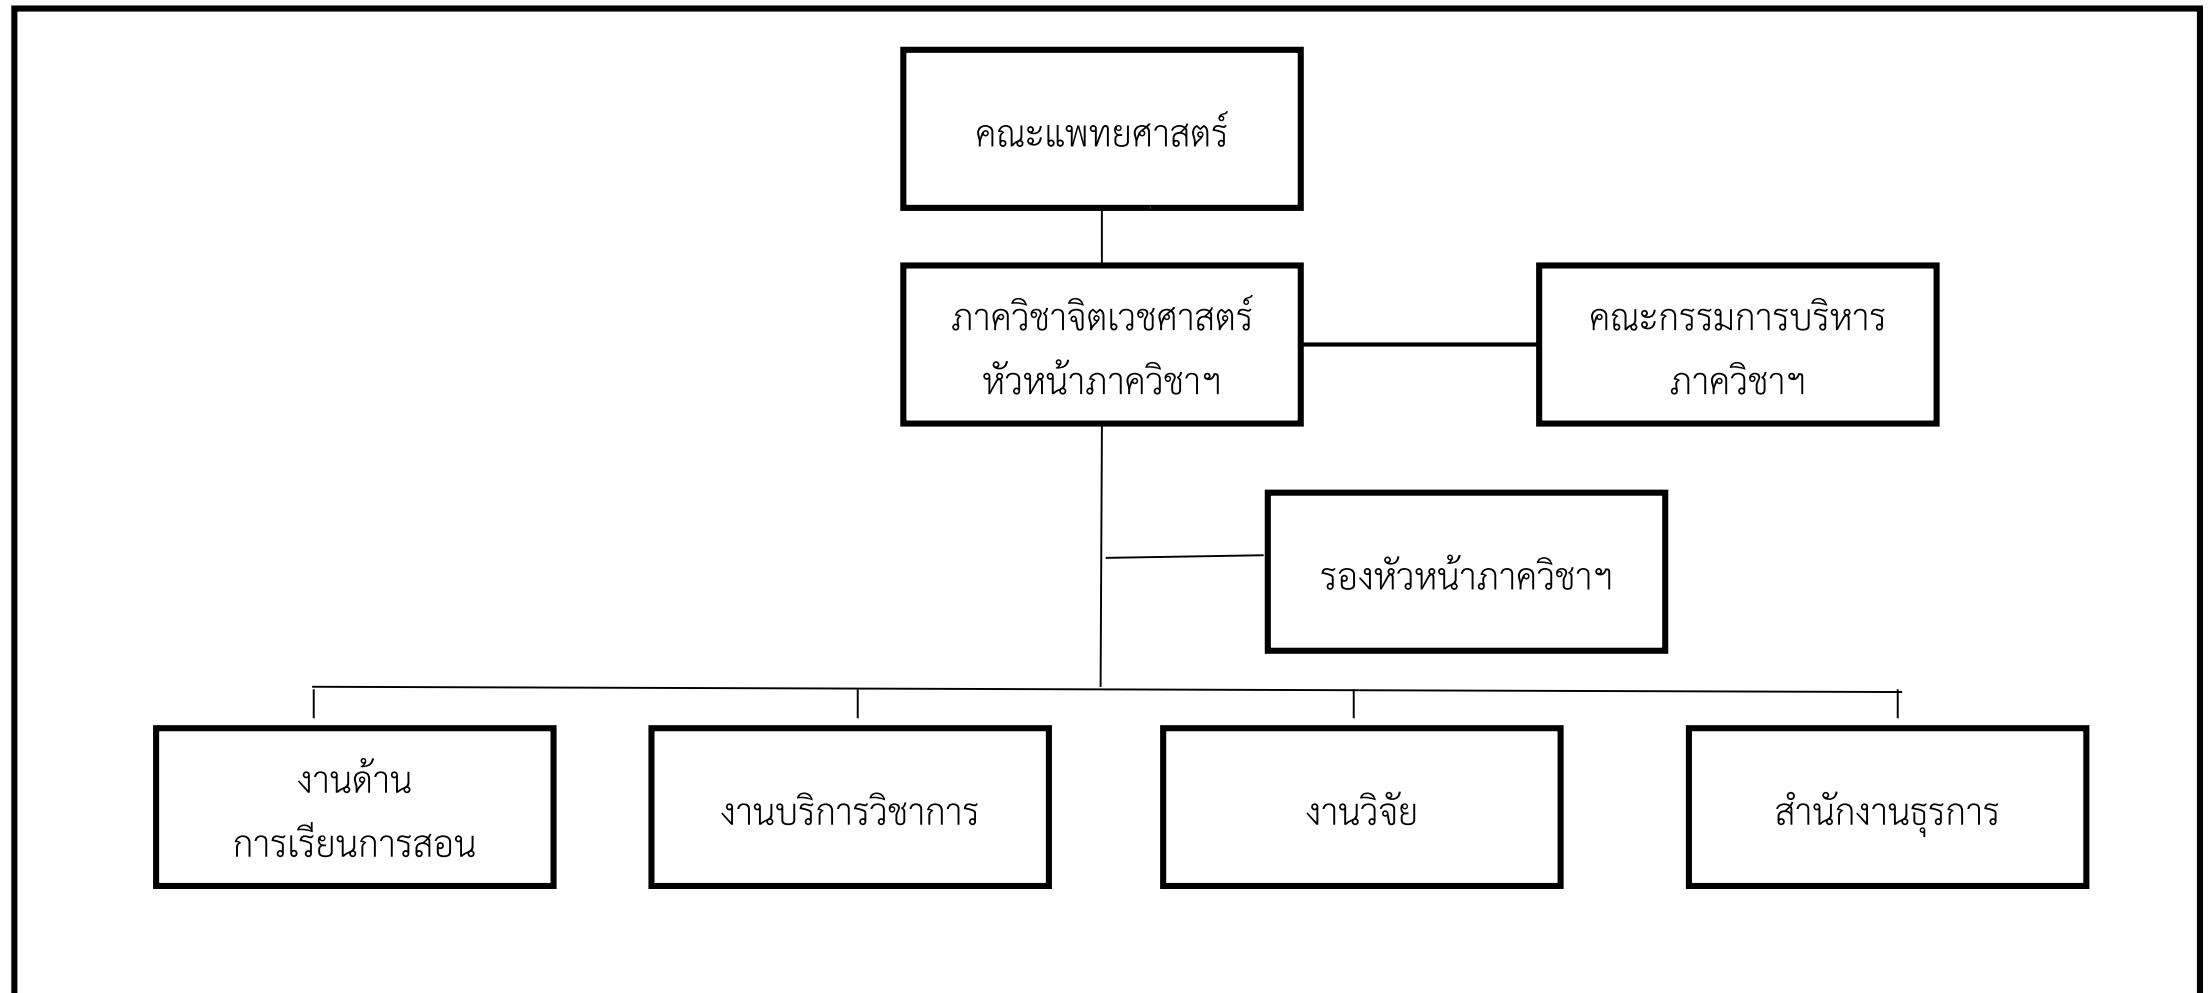 คณะแพทยศาสตร์
ภาควิชาจิตเวชศาสตร์
หัวหน้าภาควิชาฯ
คณะกรรมการบริหาร
ภาควิชาฯ
รองหัวหน้าภาควิชาฯ
งานด้าน
การเรียนการสอน
งานบริการวิชาการ
งานวิจัย
สำนักงานธุรการ